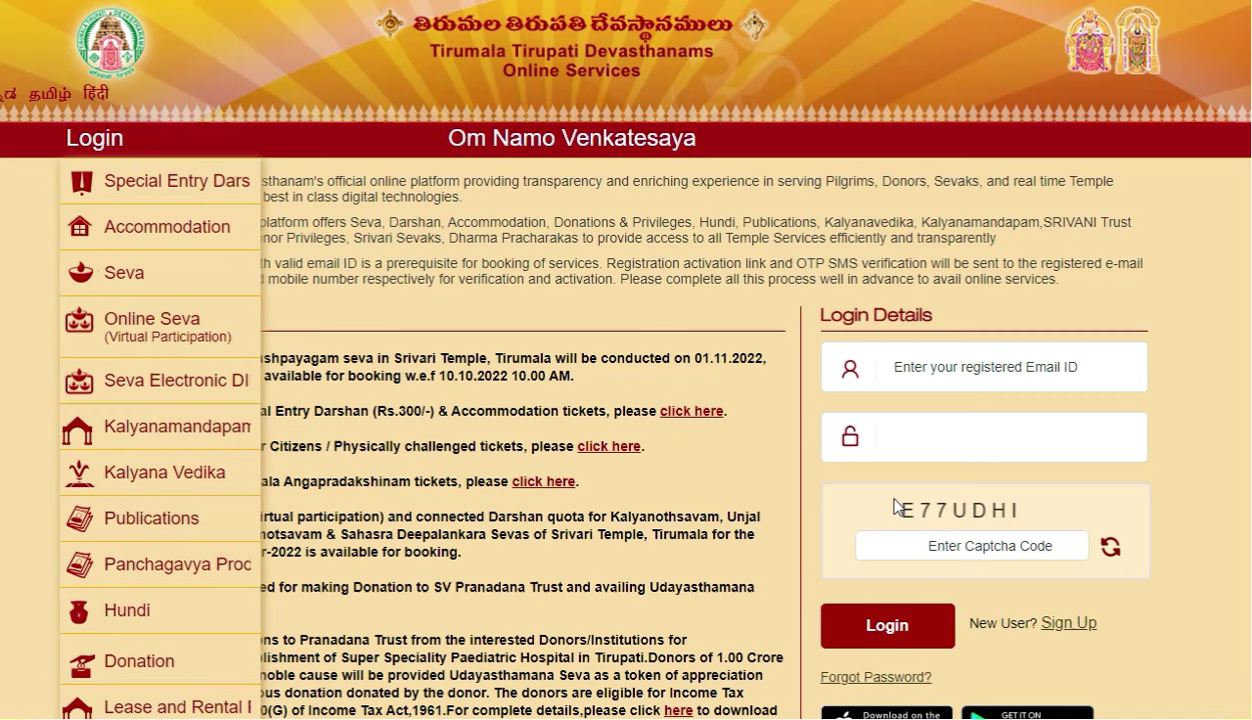 తిరుమల తిరుపతి దేవస్థానములు
Tirumala Tirupati Devasthanams
Online Services
தமிழ் हिंदी
Login
Om Namo Venkatesaya
Special Entry Dars
Accommodation
Seva
Online Seva
(Virtual Participation)
Seva Electronic DI
Kalyanamandapam
Kalyana Vedika
Publications
Panchagavya Proc
Hundi
Donation
Lease and Rental
sthanam's official online platform providing transparency and enriching experience in serving Pilgrims, Donors, Sevaks, and real time Temple
best in class digital technologies.
platform offers Seva, Darshan, Accommodation, Donations & Privileges, Hundi, Publications, Kalyanavedika, Kalyanamandapam,SRIVANI Trust
nor Privileges, Srivari Sevaks, Dharma Pracharakas to provide access to all Temple Services efficiently and transparently
th valid email ID is a prerequisite for booking of services. Registration activation link and OTP SMS verification will be sent to the registered e-mail
mobile number respectively for verification and activation. Please complete all this process well in advance to avail online services.
shpayagam seva in Srivari Temple, Tirumala will be conducted on 01.11.2022,
available for booking w.e.f 10.10.2022 10.00 AM.
al Entry Darshan (Rs.300/-) & Accommodation tickets, please click here.
r Citizens / Physically challenged tickets, please click here.
ala Angapradakshinam tickets, please click here.
irtual participation) and connected Darshan quota for Kalyanothsavam, Unjal
notsavam & Sahasra Deepalankara Sevas of Srivari Temple, Tirumala for the
r-2022 is available for booking.
ed for making Donation to SV Pranadana Trust and availing Udayasthamana
ons to Pranadana Trust from the interested Donors/Institutions for
blishment of Super Speciality Paediatric Hospital in Tirupati.Donors of 1.00 Crore
noble cause will be provided Udayasthamana Seva as a token of appreciation
ous donation donated by the donor. The donors are eligible for Income Tax
0(G) of Income Tax Act,1961.For complete details,please click here to download
Login Details
Enter your registered Email ID
E77UDHI
Enter Captcha Code
Login
New User? Sign Up
Forgot Password?
Download on the
GET IT ON